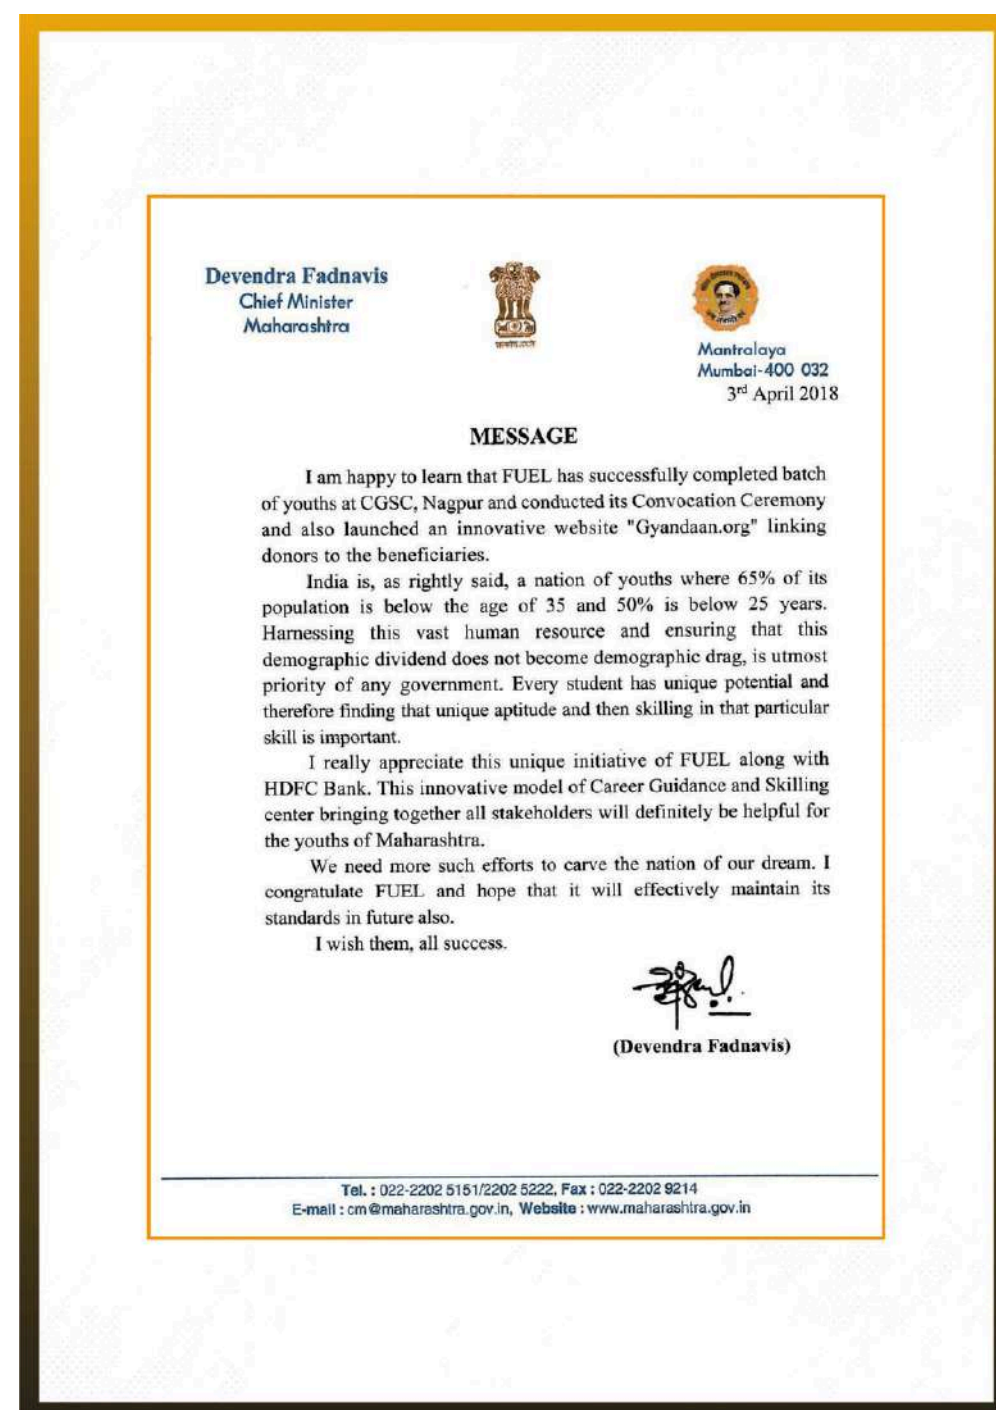 Devendra Fadnavis
Chief Minister
Maharashtra
Mantralaya
Mumbai-400 032
3rd April 2018
MESSAGE
I am happy to learn that FUEL has successfully completed batch
of youths at CGSC, Nagpur and conducted its Convocation Ceremony
and also launched an innovative website "Gyandaan.org" linking
donors to the beneficiaries.
India is, as rightly said, a nation of youths where 65% of its
population is below the age of 35 and 50% is below 25 years.
Harnessing this vast human resource and ensuring that this
demographic dividend does not become demographic drag, is utmost
priority of any government. Every student has unique potential and
therefore finding that unique aptitude and then skilling in that particular
skill is important.
I really appreciate this unique initiative of FUEL along with
HDFC Bank. This innovative model of Career Guidance and Skilling
center bringing together all stakeholders will definitely be helpful for
the youths of Maharashtra.
We need more such efforts to carve the nation of our dream. I
congratulate FUEL and hope that it will effectively maintain its
standards in future also.
I wish them, all success.
(Devendra Fadnavis)
Tel. : 022-2202 5151/2202 5222, Fax : 022-2202 9214
E-mail : cm@maharashtra.gov.in, Website : www.maharashtra.gov.in